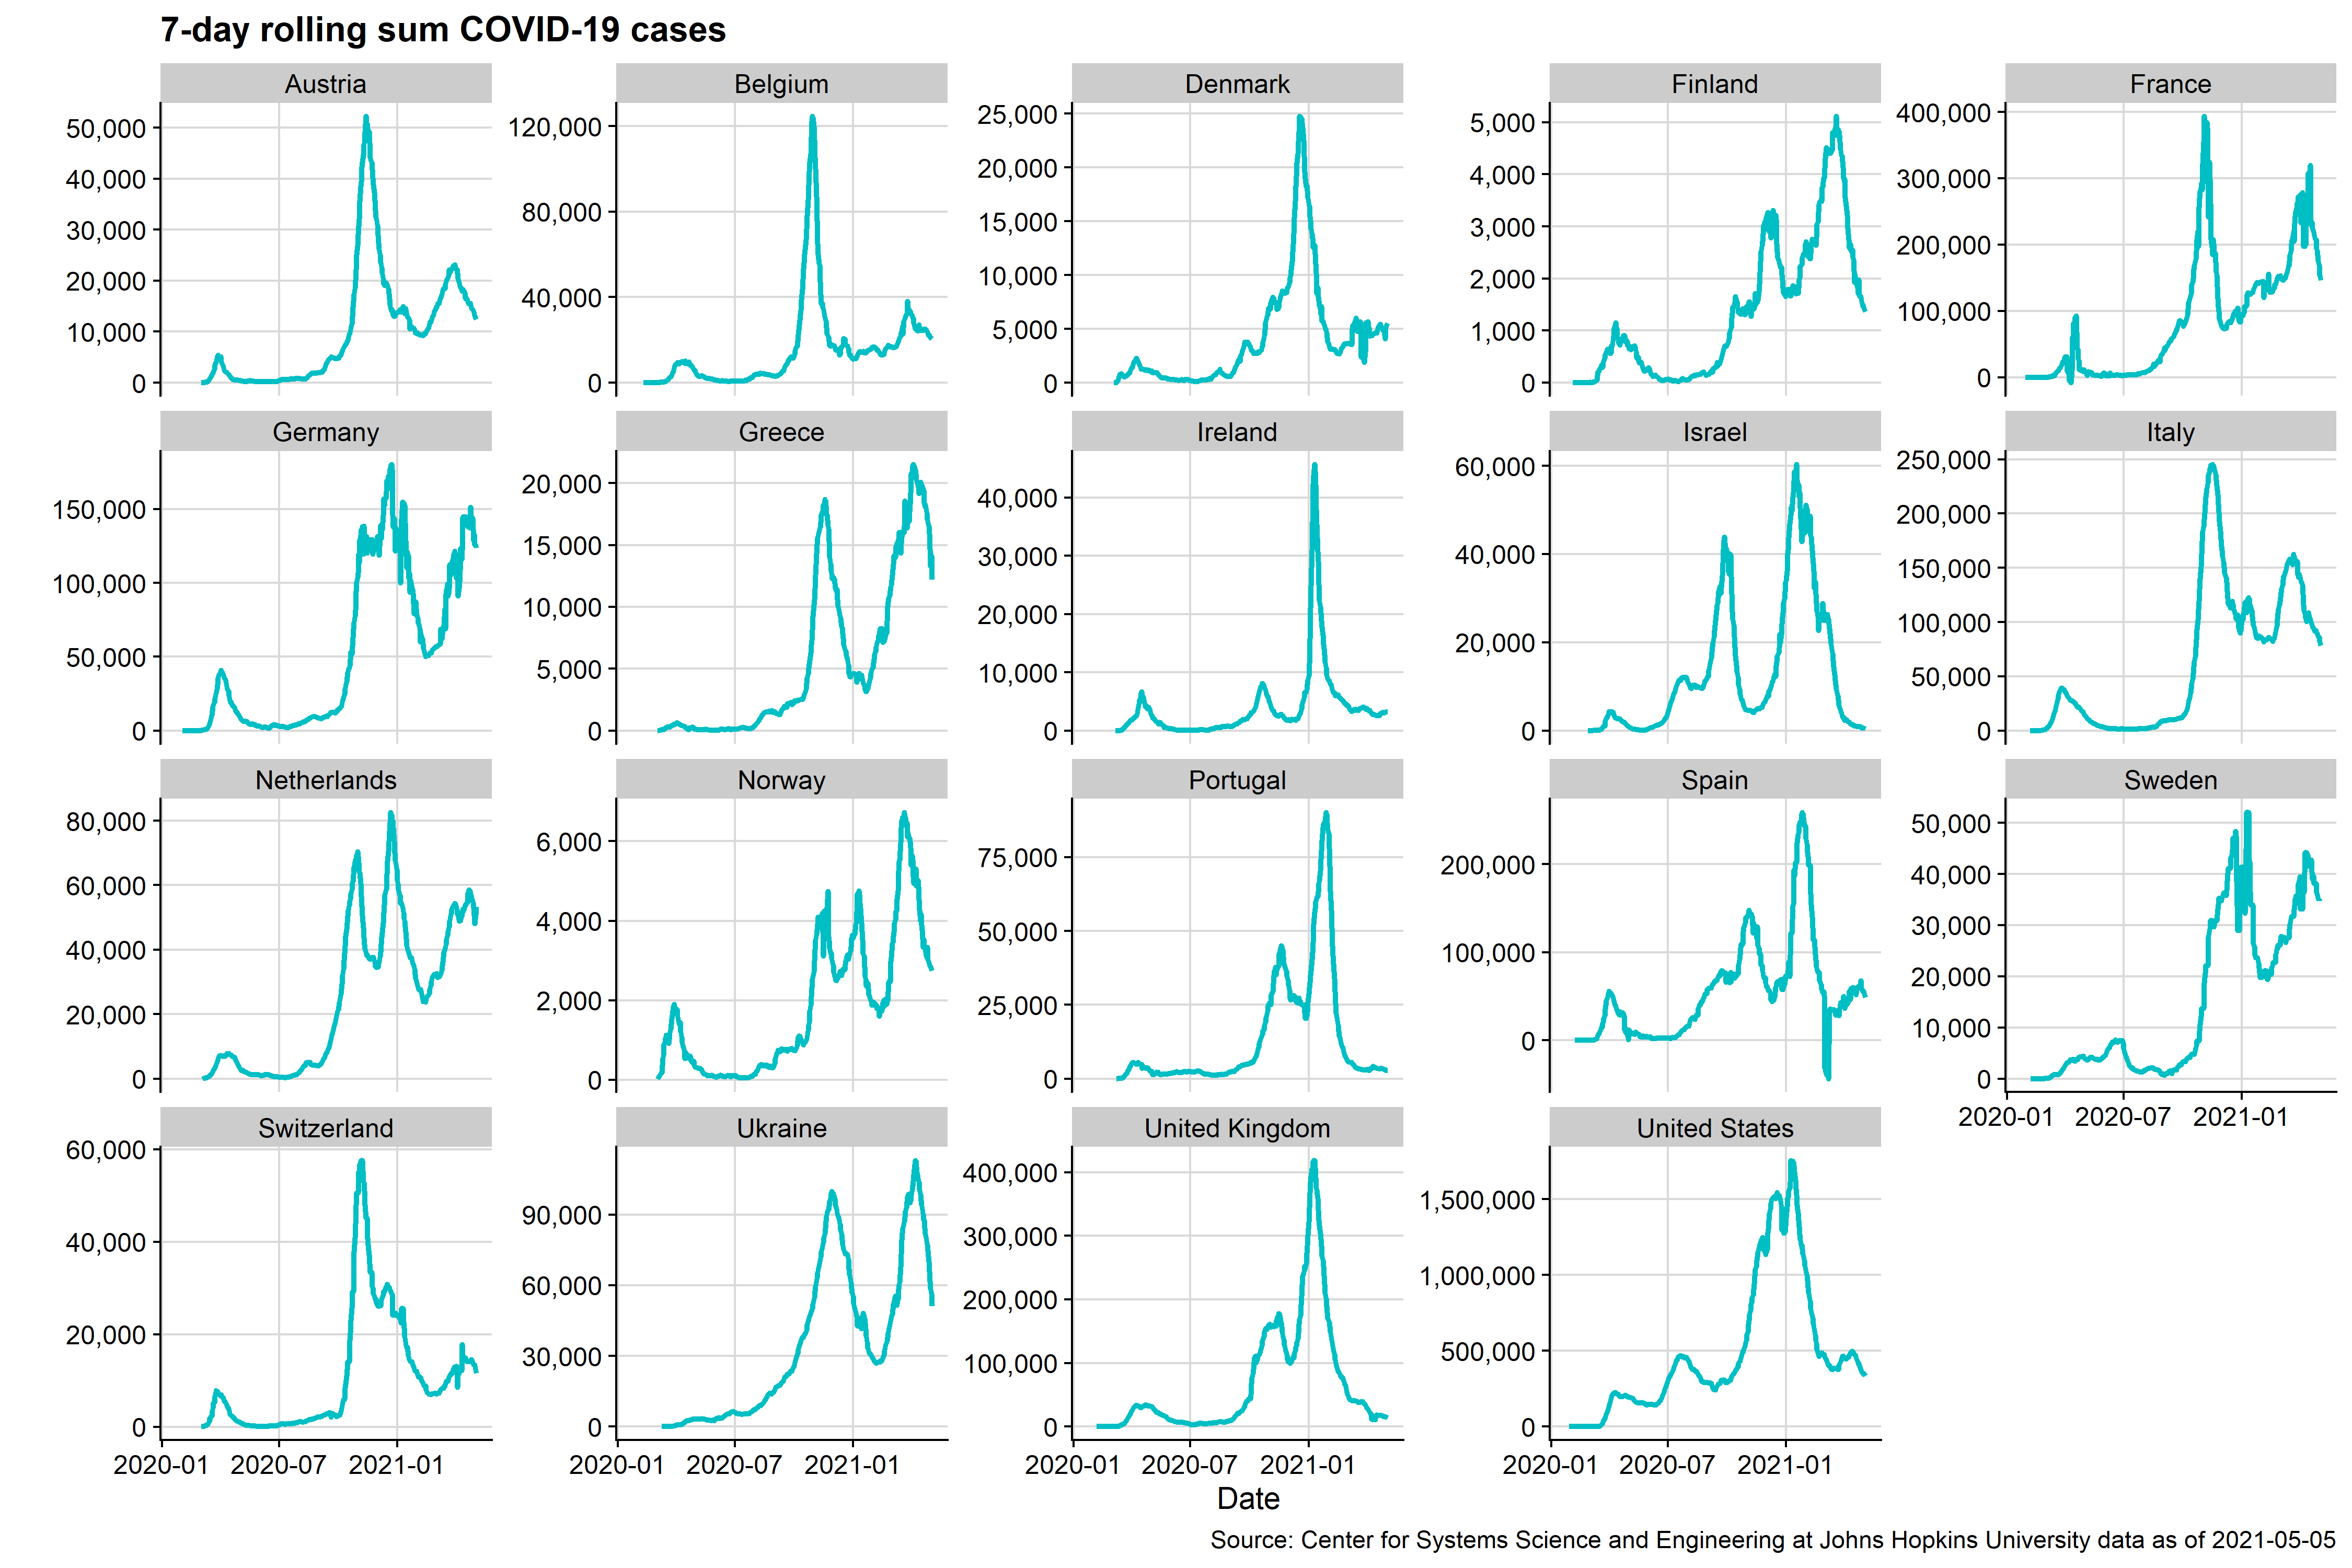 7-day rolling sum COVID-19 cases
Austria Belgium Denmark Finland France
50,000 40,000 30,000 20,000 10,000 0
120,000 80,000 40,000 0
25,000 20,000 15,000 10,000 5,000 0
5,000 4,000 3,000 2,000 1,000 0
400,000 300,000 200,000 100,000 0
Germany Greece Ireland Israel Italy
150,000 100,000 50,000 0
20,000 15,000 10,000 5,000 0
40,000 30,000 20,000 10,000 0
60,000 40,000 20,000 0
250,000 200,000 150,000 100,000 50,000 0
Netherlands Norway Portugal Spain Sweden
80,000 60,000 40,000 20,000 0
6,000 4,000 2,000 0
75,000 50,000 25,000 0
200,000 100,000 0
50,000 40,000 30,000 20,000 10,000 0
2020-01 2020-07 2021-01
Switzerland Ukraine United Kingdom United States
60,000 40,000 20,000 0
90,000 60,000 30,000 0
400,000 300,000 200,000 100,000 0
1,500,000 1,000,000 500,000 0
2020-01 2020-07 2021-01 2020-01 2020-07 2021-01 2020-01 2020-07 2021-01 2020-01 2020-07 2021-01
Date
Source: Center for Systems Science and Engineering at Johns Hopkins University data as of 2021-05-05